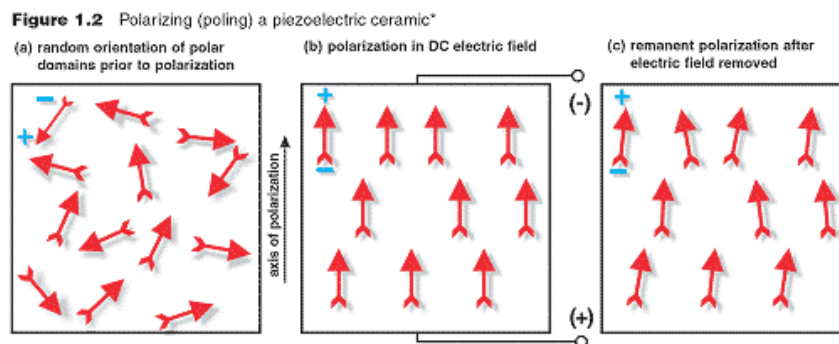 Figure 1.2 Polarizing (poling) a piezoelectric ceramic*
(a) random orientation of polar
domains prior to polarization
(b) polarization in DC electric field
(c) remanent polarization after
electric field removed
−
+
axis of polarization
+
−
(-)
(+)
+
−